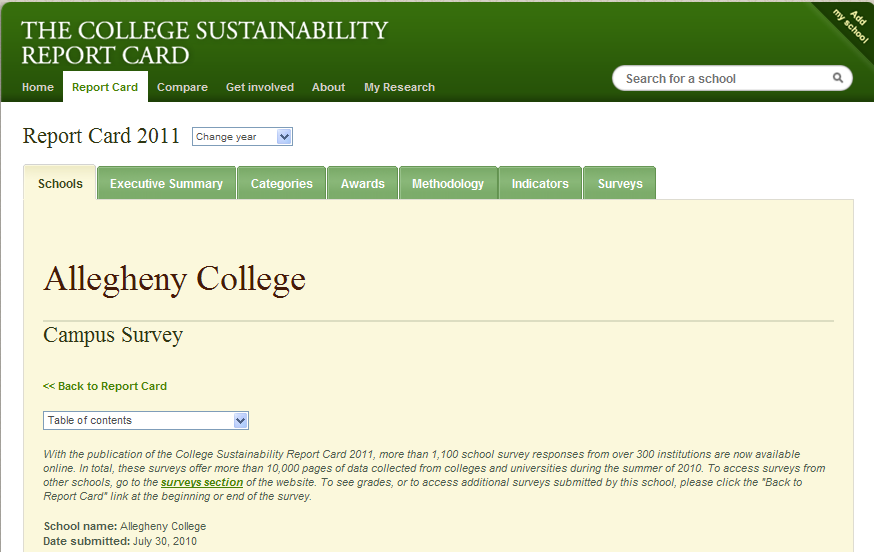 THE COLLEGE SUSTAINABILITY
REPORT CARD
Add
my school
Home Report Card Compare Get involved About My Research
Search for a school
Report Card 2011 Change year
Schools Executive Summary Categories Awards Methodology Indicators Surveys
Allegheny College
Campus Survey
<< Back to Report Card
Table of contents
With the publication of the College Sustainability Report Card 2011, more than 1,100 school survey responses from over 300 institutions are now available
online. In total, these surveys offer more than 10,000 pages of data collected from colleges and universities during the summer of 2010. To access surveys from
other schools, go to the surveys section of the website. To see grades, or to access additional surveys submitted by this school, please click the "Back to
Report Card" link at the beginning or end of the survey.
School name: Allegheny College
Date submitted: July 30, 2010